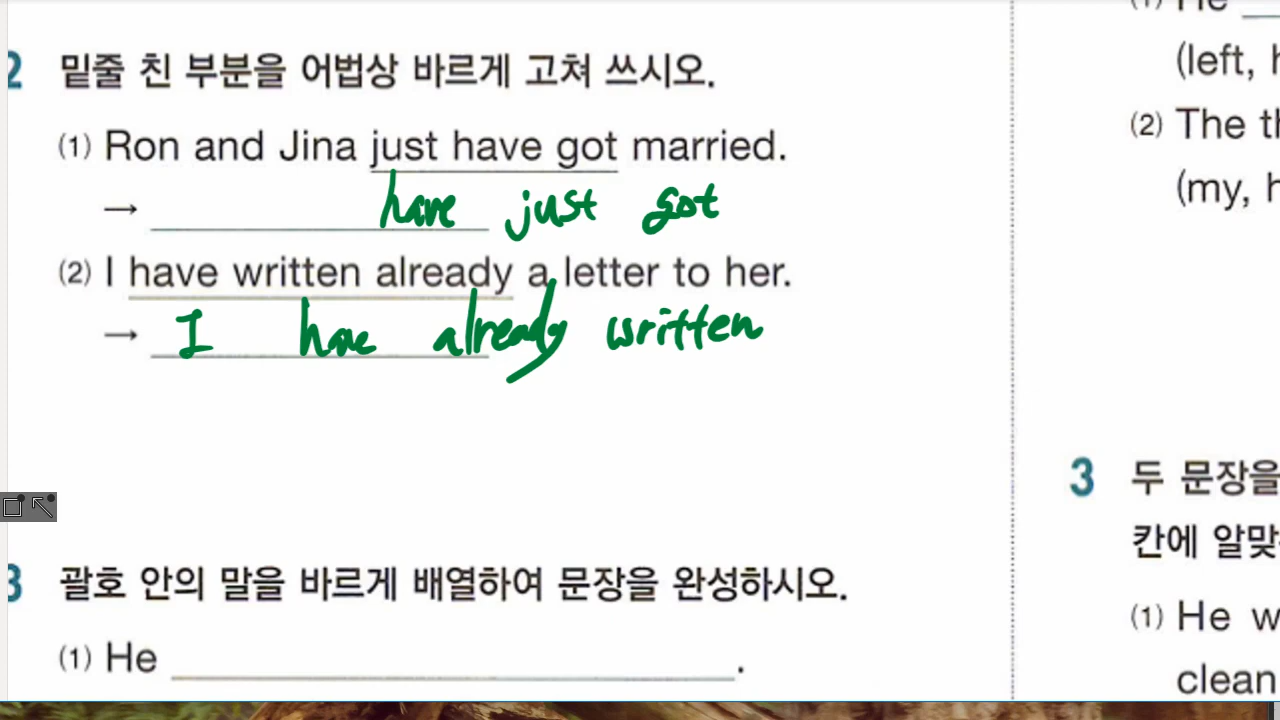 (1) He
2 밑줄 친 부분을 어법상 바르게 고쳐 쓰시오.
(1) Ron and Jina just have got married.
→ have just got
(2) I have written already a letter to her.
→ I have already written
3 괄호 안의 말을 바르게 배열하여 문장을 완성하시오.
(1) He .
(left, h
(2) The th
(my, h
3 두 문장을
칸에 알맞
(1) He w
clean